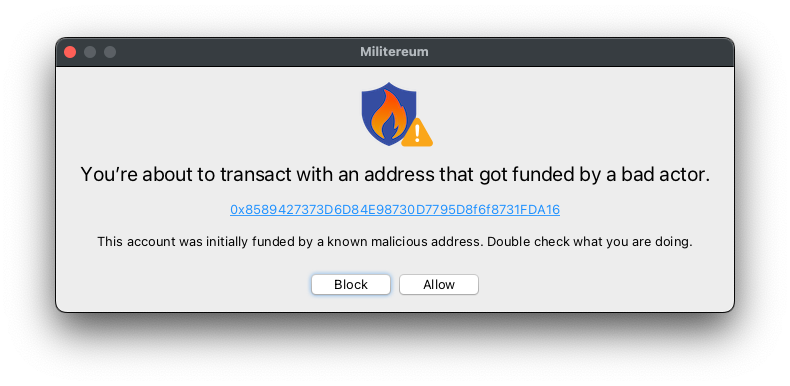 Militereum
You’re about to transact with an address that got funded by a bad actor.
0x8589427373D6D84E98730D7795D8f6f8731FDA16
This account was initially funded by a known malicious address. Double check what you are doing.
Block
Allow